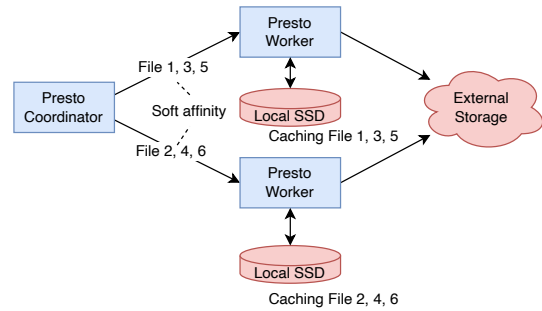 Presto
Worker
File 1, 3, 5
Presto
Coordinator
Soft affinity
Local SSD
Caching File 1, 3, 5
External
Storage
File 2, 4, 6
Presto
Worker
Local SSD
Caching File 2, 4, 6